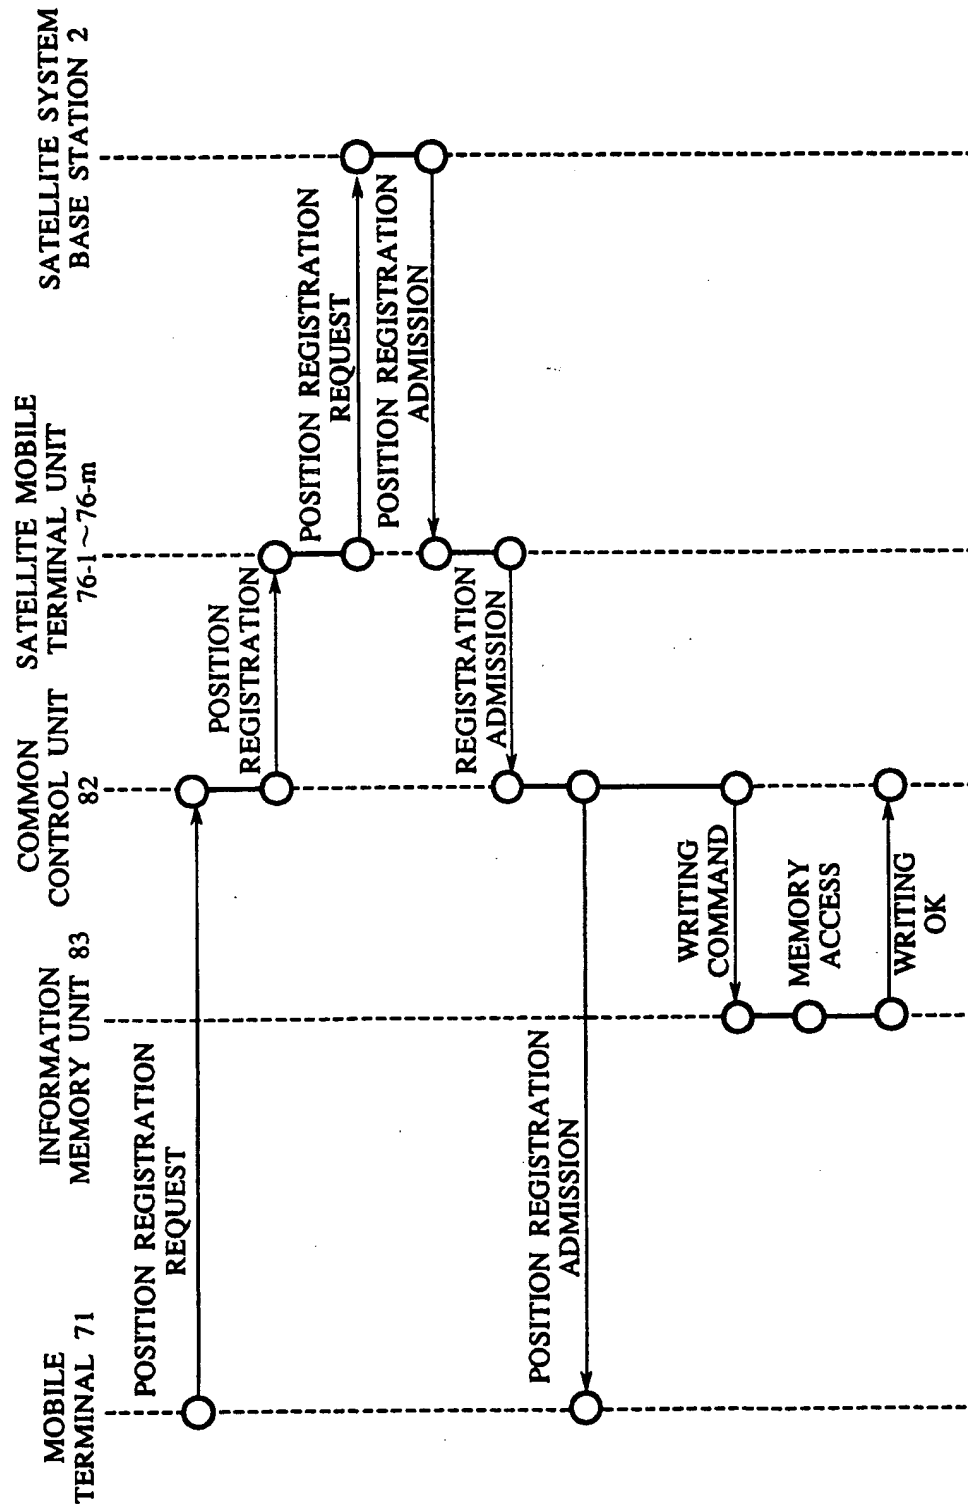 MOBILE
TERMINAL 71
INFORMATION
MEMORY UNIT 83
COMMON
CONTROL UNIT
82
SATELLITE MOBILE
TERMINAL UNIT
76-1~76-m
SATELLITE SYSTEM
BASE STATION 2
POSITION REGISTRATION
REQUEST
POSITION
REGISTRATION
POSITION REGISTRATION
REQUEST
POSITION REGISTRATION
ADMISSION
REGISTRATION
ADMISSION
POSITION REGISTRATION
ADMISSION
WRITING
COMMAND
MEMORY
ACCESS
WRITING
OK